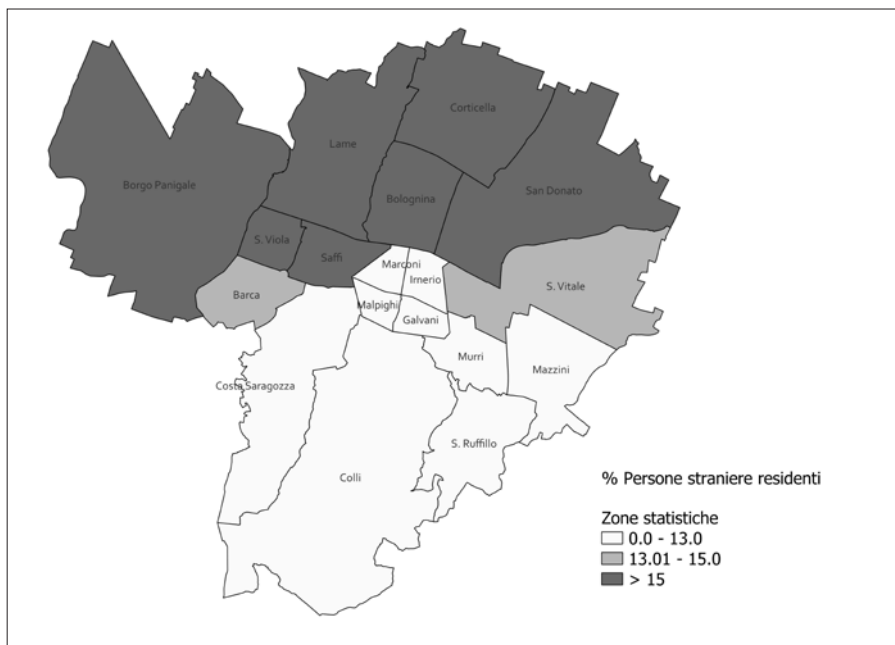 Corticella
Lame
Borgo Panigale
San Donato
Bolognina
S. Viola
Saffi
Marconi
Irnerio
S. Vitale
Barca
Malpighi
Galvani
Murri
Mazzini
Costa Saragozza
S. Ruffillo
Colli
% Persone straniere residenti
Zone statistiche
0.0 - 13.0
13.01 - 15.0
> 15